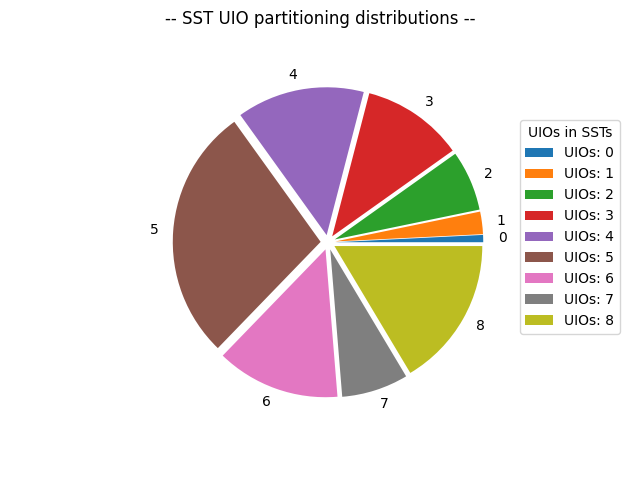 -- SST UIO partitioning distributions --
4
3
2
5
1
0
8
6
7
UIOs in SSTs
UIOs: 0
UIOs: 1
UIOs: 2
UIOs: 3
UIOs: 4
UIOs: 5
UIOs: 6
UIOs: 7
UIOs: 8